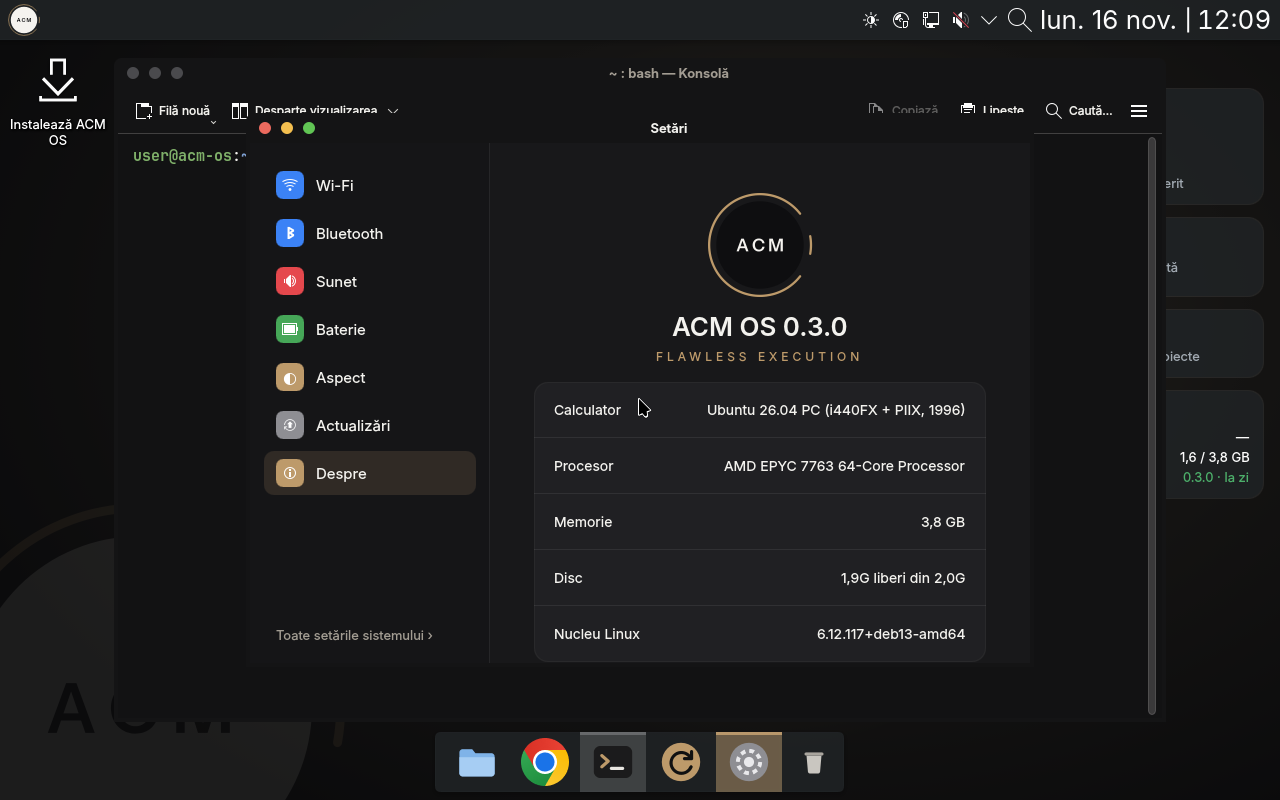 ACM
lun. 16 nov. | 12:09
Instalează ACM
OS
~ : bash — Konsolă
Filă nouă
Desparte vizualizarea
Copiază
Lipește
Caută...
user@acm-os:~
Setări
Wi-Fi
Bluetooth
Sunet
Baterie
Aspect
Actualizări
Despre
Toate setările sistemului ›
ACM
ACM OS 0.3.0
FLAWLESS EXECUTION
Calculator
Ubuntu 26.04 PC (i440FX + PIIX, 1996)
Procesor
AMD EPYC 7763 64-Core Processor
Memorie
3,8 GB
Disc
1,9G liberi din 2,0G
Nucleu Linux
6.12.117+deb13-amd64
—
1,6 / 3,8 GB
0.3.0 · la zi
ACM